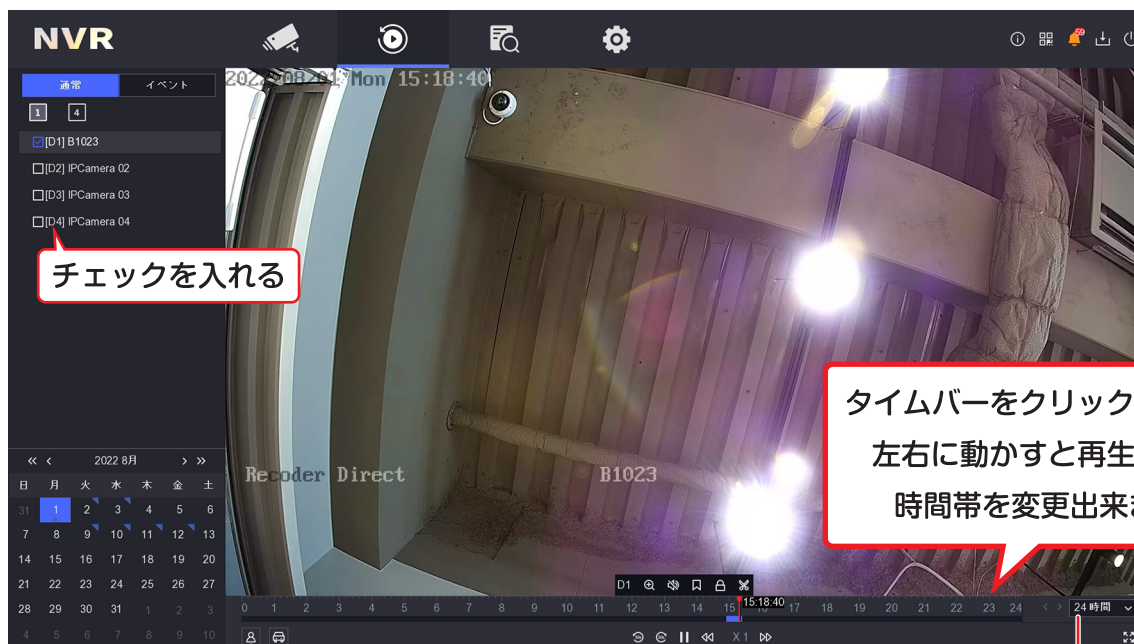 NVR
59
通常 イベント
1 4
[D1] B1023
[D2] IPCamera 02
[D3] IPCamera 03
[D4] IPCamera 04
チェックを入れる
Mon 15:18:40
タイムバーをクリック
左右に動かすと再生
時間帯を変更出来
Recoder Direct
B1023
2022 8月
日 月 火 水 木 金 土
31 1 2 3 4 5 6
7 8 9 10 11 12 13
14 15 16 17 18 19 20
21 22 23 24 25 26 27
28 29 30 31 1 2 3
4 5 6 7 8 9 10
D1
15:18:40
0 1 2 3 4 5 6 7 8 9 10 11 12 13 14 15 17 18 19 20 21 22 23 24
24 時間
X 1